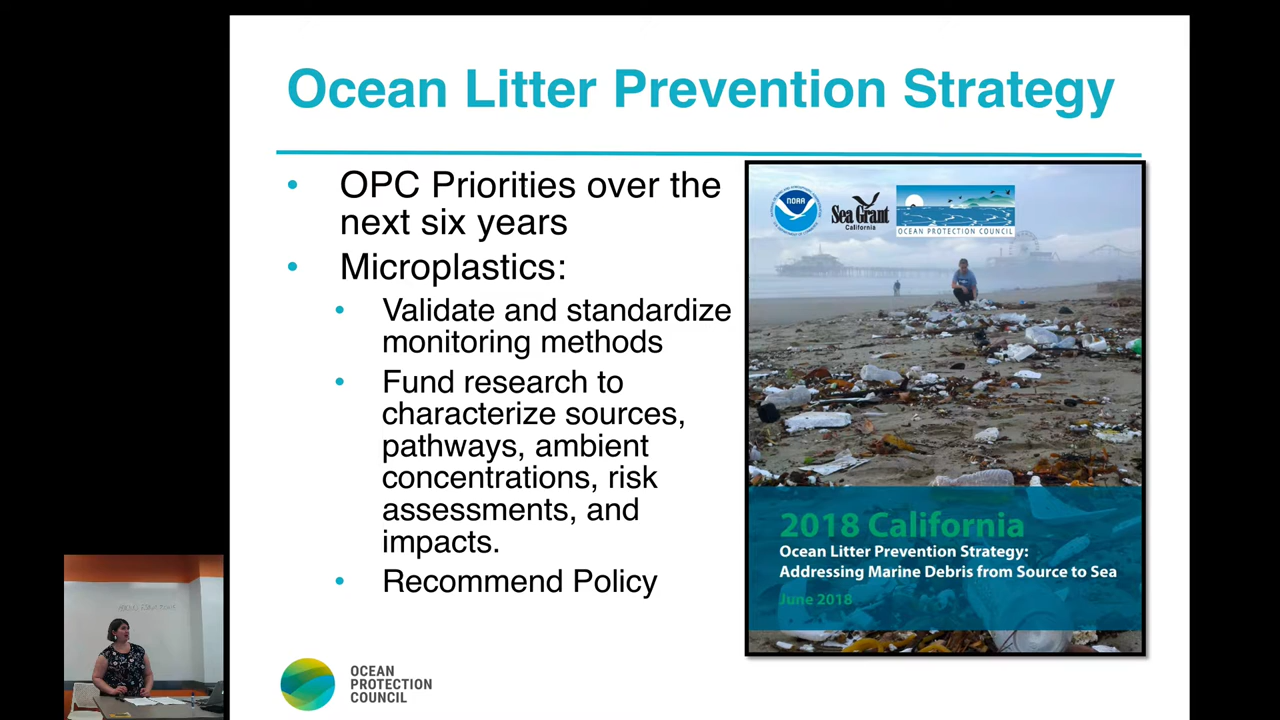 Ocean Litter Prevention Strategy
• OPC Priorities over the
next six years
• Microplastics:
• Validate and standardize
monitoring methods
• Fund research to
characterize sources,
pathways, ambient
concentrations, risk
assessments, and
impacts.
• Recommend Policy
NOAA
Sea Grant
California
OCEAN PROTECTION COUNCIL
2018 California
Ocean Litter Prevention Strategy:
Addressing Marine Debris from Source to Sea
June 2018
OCEAN
PROTECTION
COUNCIL